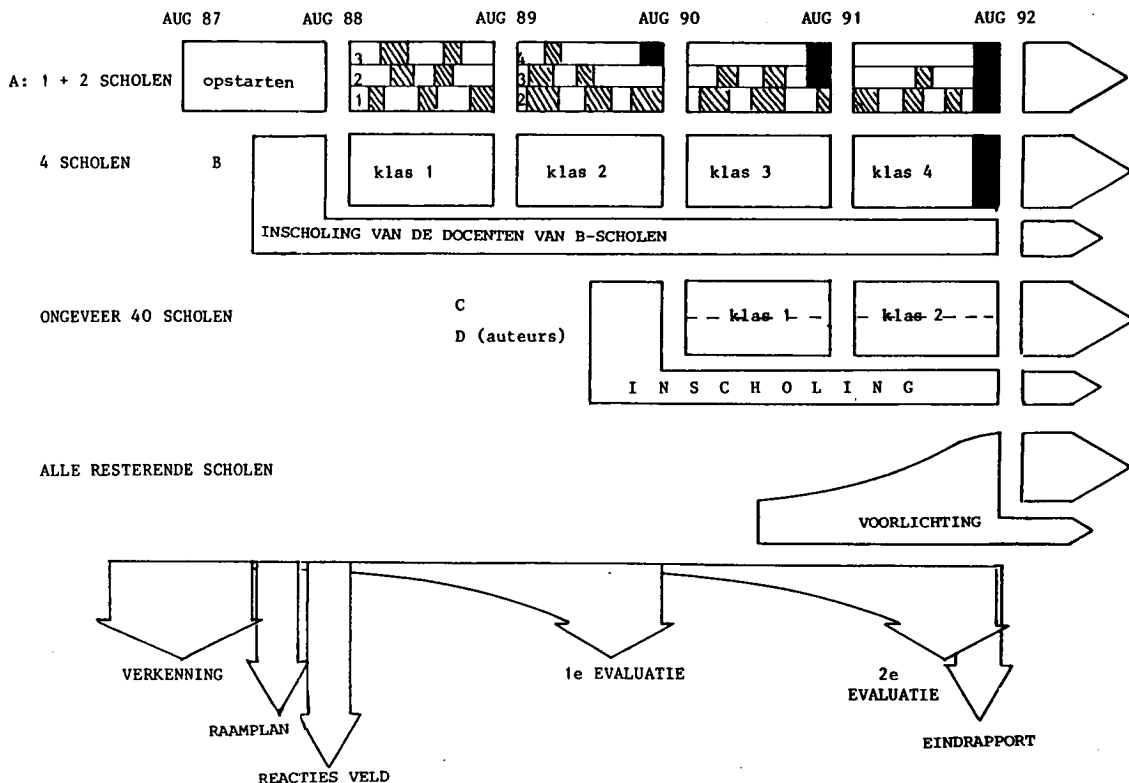 AUG 87 AUG 88 AUG 89 AUG 90 AUG 91 AUG 92
A: 1 + 2 SCHOLEN
opstarten
3
2
1
4
3
2
4 SCHOLEN B
klas 1 klas 2 klas 3 klas 4
INSCHOLING VAN DE DOCENTEN VAN B-SCHOLEN
ONGEVEER 40 SCHOLEN
C
D (auteurs)
klas 1 klas 2
I N S C H O L I N G
ALLE RESTERENDE SCHOLEN
VOORLICHTING
VERKENNING
RAAMPLAN
REACTIES VELD
1e EVALUATIE
2e
EVALUATIE
EINDRAPPORT